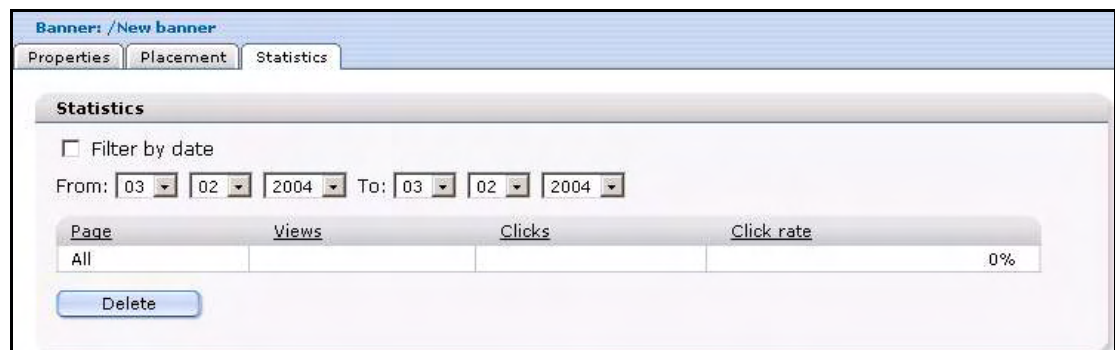 Banner: /New banner
Properties Placement Statistics
Statistics
Filter by date
From: 03 02 2004 To: 03 02 2004
Page Views Clicks Click rate
All 0%
Delete